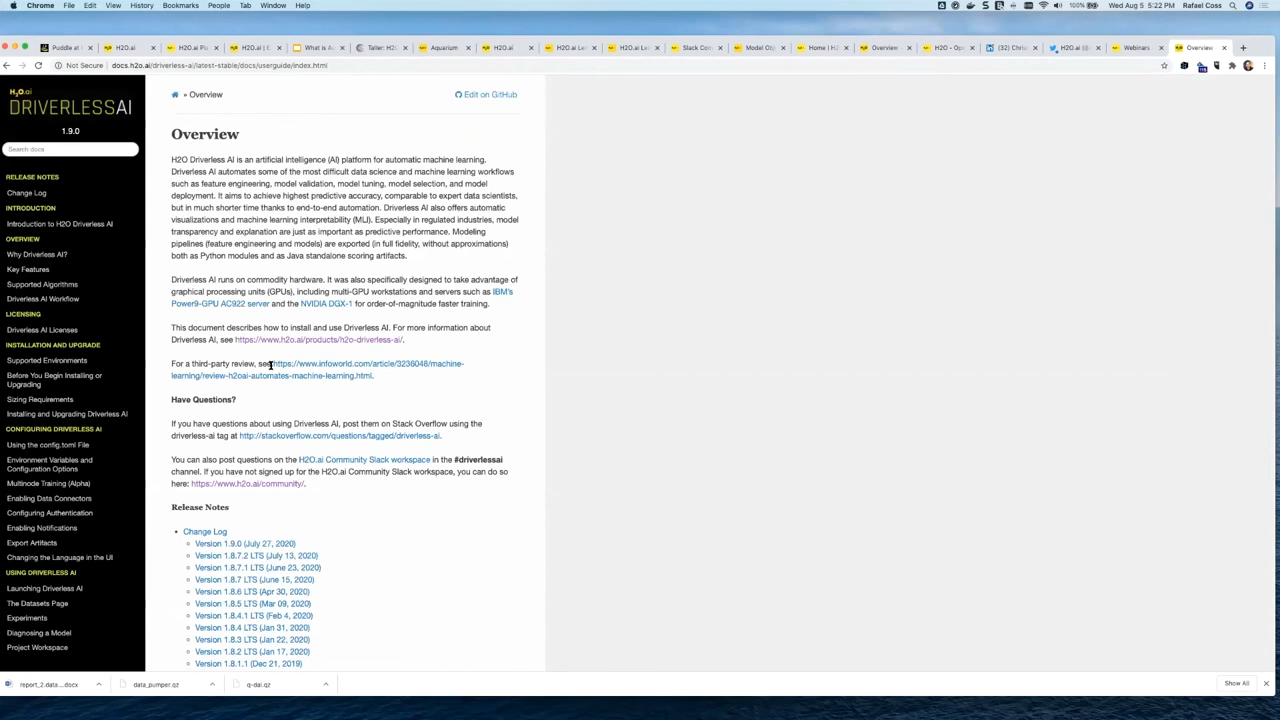 Chrome File Edit View History Bookmarks People Tab Window Help
100% Wed Aug 5 5:22 PM Rafael Coss
Puddle at H2O.ai H2O.ai Pl H2O.ai | E What is Au Taller: H2O. Aquarium H2O.ai H2O.ai Lea H2O.ai Lea Slack Com Model Op Home | H2 Overview H2O - Op (32) Chris H2O.ai @ Webinars Overview
Not Secure docs.h2o.ai/driverless-ai/latest-stable/docs/userguide/index.html
H2O.ai
DRIVERLESSAI
1.9.0
Search docs
RELEASE NOTES
Change Log
INTRODUCTION
Introduction to H2O Driverless AI
OVERVIEW
Why Driverless AI?
Key Features
Supported Algorithms
Driverless AI Workflow
LICENSING
Driverless AI Licenses
INSTALLATION AND UPGRADE
Supported Environments
Before You Begin Installing or
Upgrading
Sizing Requirements
Installing and Upgrading Driverless AI
CONFIGURING DRIVERLESS AI
Using the config.toml File
Environment Variables and
Configuration Options
Multinode Training (Alpha)
Enabling Data Connectors
Configuring Authentication
Enabling Notifications
Export Artifacts
Changing the Language in the UI
USING DRIVERLESS AI
Launching Driverless AI
The Datasets Page
Experiments
Diagnosing a Model
Project Workspace
» Overview Edit on GitHub
Overview
H2O Driverless AI is an artificial intelligence (AI) platform for automatic machine learning.
Driverless AI automates some of the most difficult data science and machine learning workflows
such as feature engineering, model validation, model tuning, model selection, and model
deployment. It aims to achieve highest predictive accuracy, comparable to expert data scientists,
but in much shorter time thanks to end-to-end automation. Driverless AI also offers automatic
visualizations and machine learning interpretability (MLI). Especially in regulated industries, model
transparency and explanation are just as important as predictive performance. Modeling
pipelines (feature engineering and models) are exported (in full fidelity, without approximations)
both as Python modules and as Java standalone scoring artifacts.
Driverless AI runs on commodity hardware. It was also specifically designed to take advantage of
graphical processing units (GPUs), including multi-GPU workstations and servers such as IBM's
Power9-GPU AC922 server and the NVIDIA DGX-1 for order-of-magnitude faster training.
This document describes how to install and use Driverless AI. For more information about
Driverless AI, see https://www.h2o.ai/products/h2o-driverless-ai/.
For a third-party review, see https://www.infoworld.com/article/3236048/machine-
learning/review-h2oai-automates-machine-learning.html.
Have Questions?
If you have questions about using Driverless AI, post them on Stack Overflow using the
driverless-ai tag at http://stackoverflow.com/questions/tagged/driverless-ai.
You can also post questions on the H2O.ai Community Slack workspace in the #driverlessai
channel. If you have not signed up for the H2O.ai Community Slack workspace, you can do so
here: https://www.h2o.ai/community/.
Release Notes
Change Log
Version 1.9.0 (July 27, 2020)
Version 1.8.7.2 LTS (July 13, 2020)
Version 1.8.7.1 LTS (June 23, 2020)
Version 1.8.7 LTS (June 15, 2020)
Version 1.8.6 LTS (Apr 30, 2020)
Version 1.8.5 LTS (Mar 09, 2020)
Version 1.8.4.1 LTS (Feb 4, 2020)
Version 1.8.4 LTS (Jan 31, 2020)
Version 1.8.3 LTS (Jan 22, 2020)
Version 1.8.2 LTS (Jan 17, 2020)
Version 1.8.1.1 (Dec 21, 2019)
report_2.data....docx data_pumper.qz q-dai.qz Show All